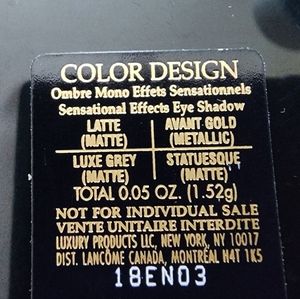 COLOR DESIGN
Ombre Mono Effets Sensationnels
Sensational Effects Eye Shadow
LATTE AVANT GOLD
(MATTE) (METALLIC)
LUXE GREY STATUESQUE
(MATTE) (MATTE)
TOTAL 0.05 OZ. (1.52g)
NOT FOR INDIVIDUAL SALE
VENTE UNITAIRE INTERDITE
LUXURY PRODUCTS LLC, NEW YORK, NY 10017
DIST. LANCÔME CANADA, MONTRÉAL H4T 1K5
18EN03